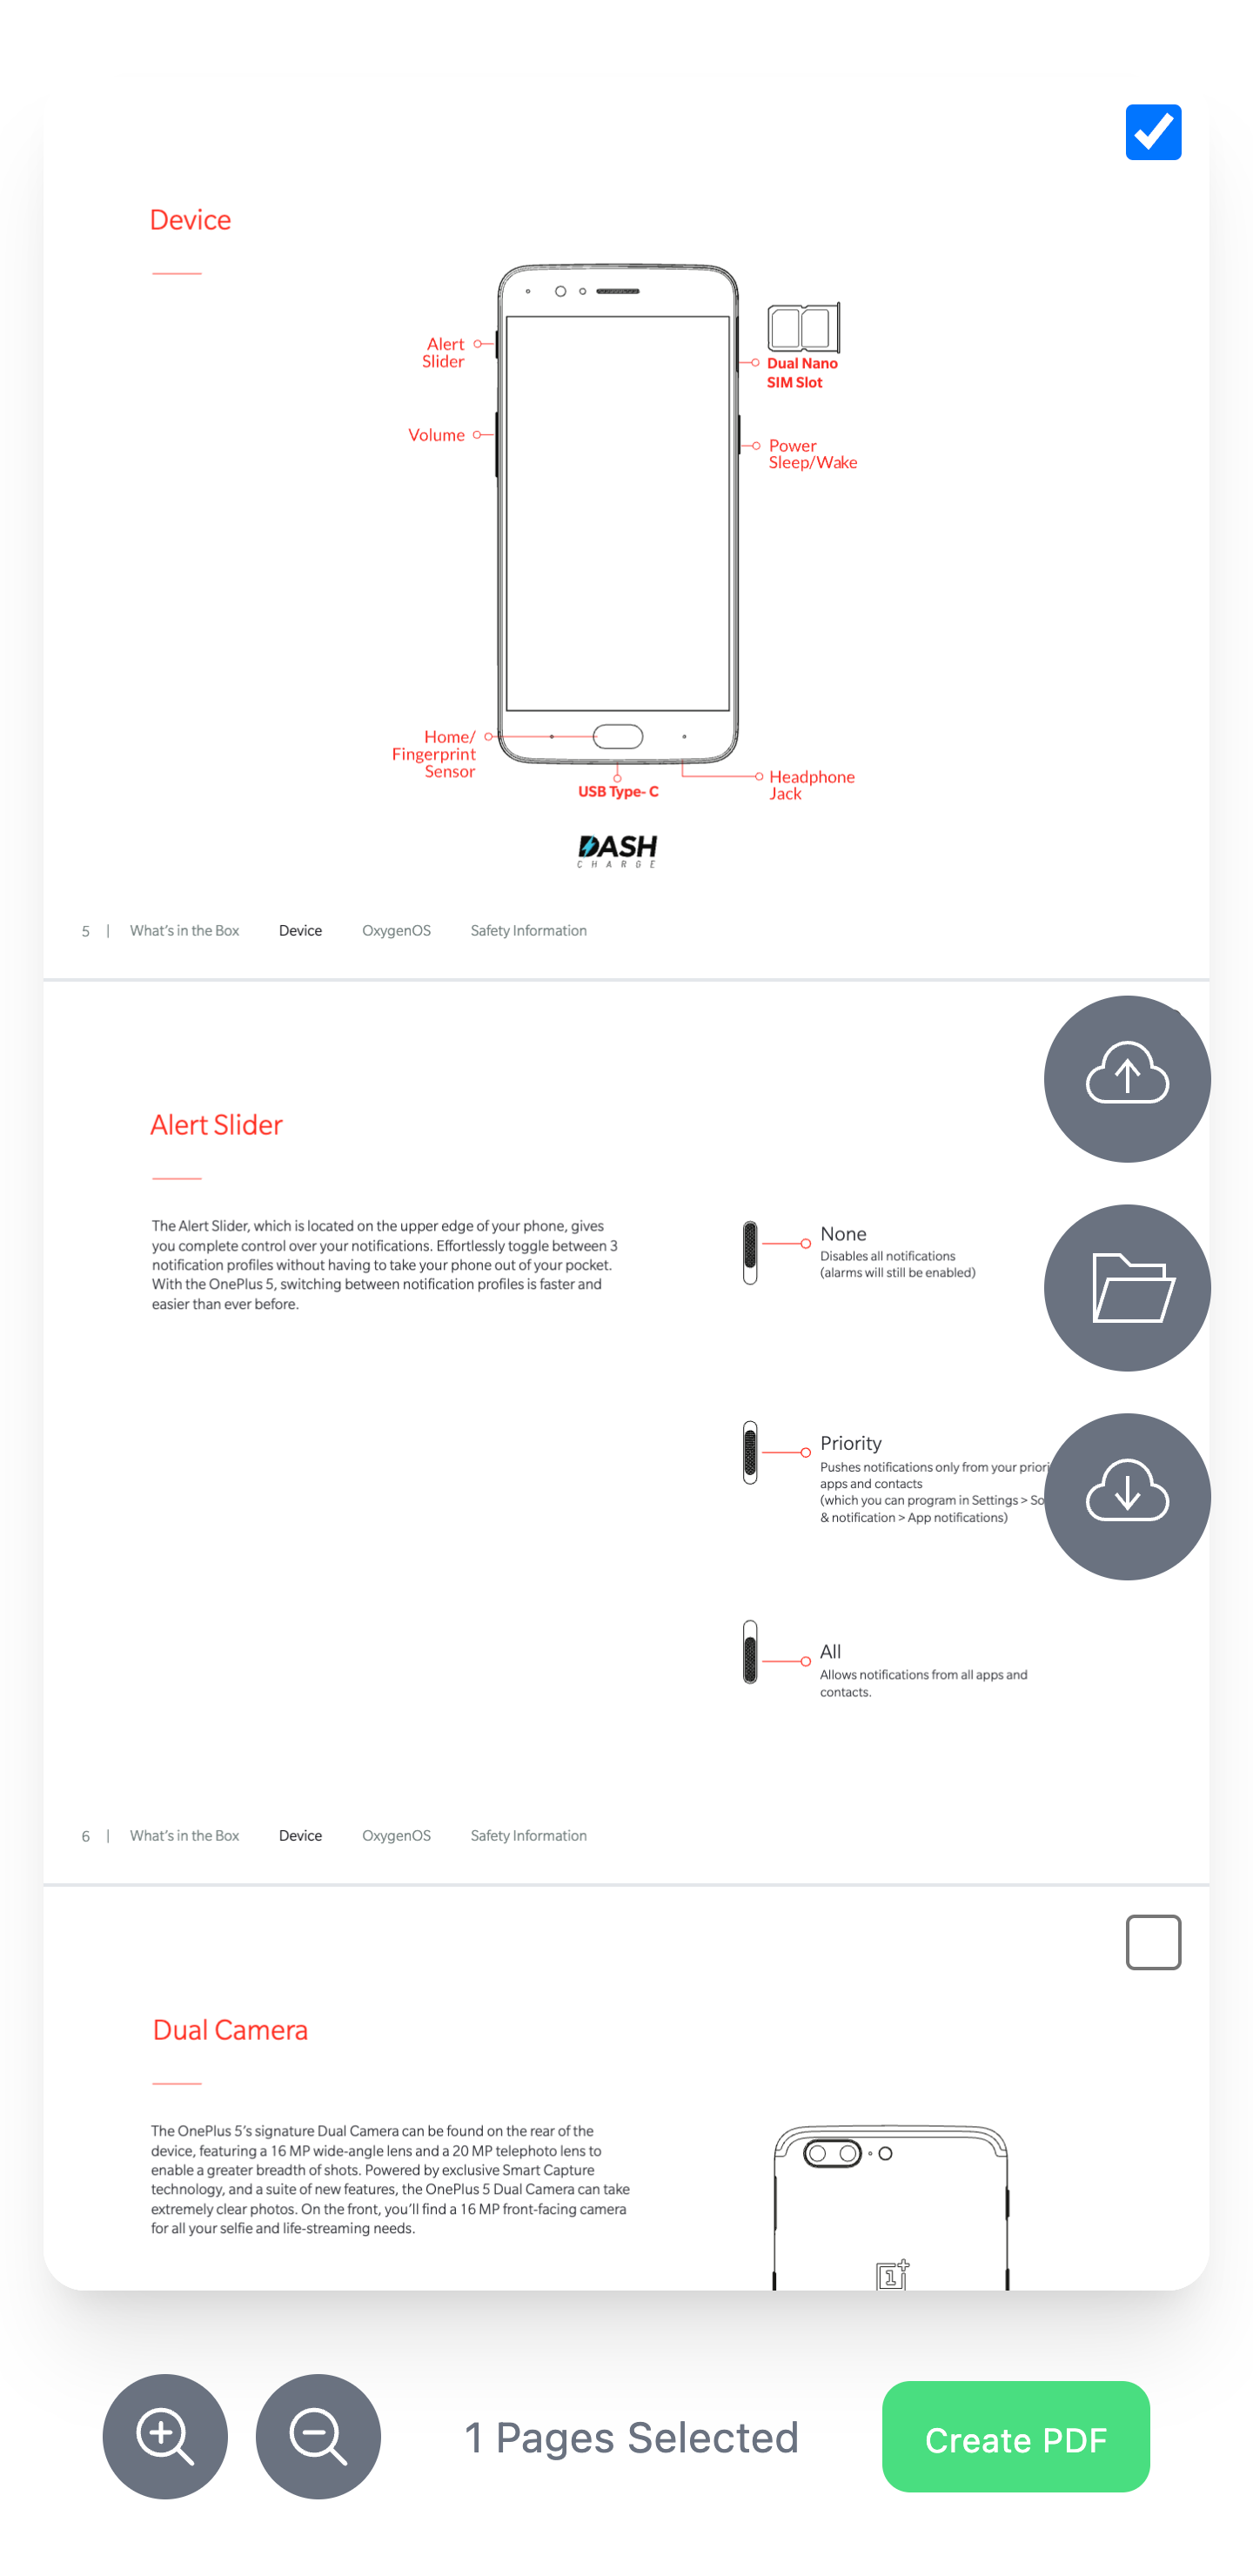 Device
Alert
Slider
Dual Nano
SIM Slot
Volume
Power
Sleep/Wake
Home/
Fingerprint
Sensor
USB Type- C
Headphone
Jack
DASH
CHARGE
5 | What's in the Box Device OxygenOS Safety Information
Alert Slider
The Alert Slider, which is located on the upper edge of your phone, gives
you complete control over your notifications. Effortlessly toggle between 3
notification profiles without having to take your phone out of your pocket.
With the OnePlus 5, switching between notification profiles is faster and
easier than ever before.
None
Disables all notifications
(alarms will still be enabled)
Priority
Pushes notifications only from your
apps and contacts
(which you can program in Settings >
& notification > App notifications)
All
Allows notifications from all apps and
contacts.
6 | What's in the Box Device OxygenOS Safety Information
Dual Camera
The OnePlus 5's signature Dual Camera can be found on the rear of the
device, featuring a 16 MP wide-angle lens and a 20 MP telephoto lens to
enable a greater breadth of shots. Powered by exclusive Smart Capture
technology, and a suite of new features, the OnePlus 5 Dual Camera can take
extremely clear photos. On the front, you'll find a 16 MP front-facing camera
for all your selfie and life-streaming needs.
1+
1 Pages Selected
Create PDF